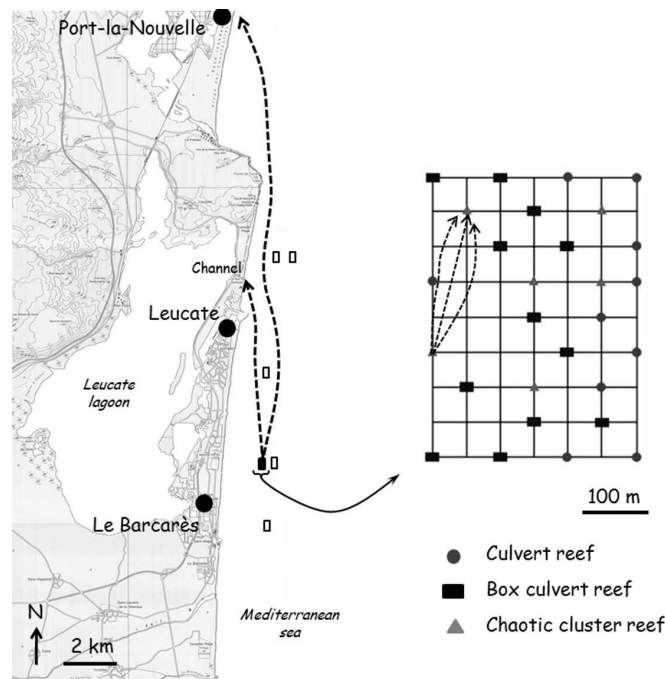 Port-la-Nouvelle
Channel
Leucate
Leucate
lagoon
Le Barcarès
N
2 km
Mediterranean
sea
100 m
Culvert reef
Box culvert reef
Chaotic cluster reef